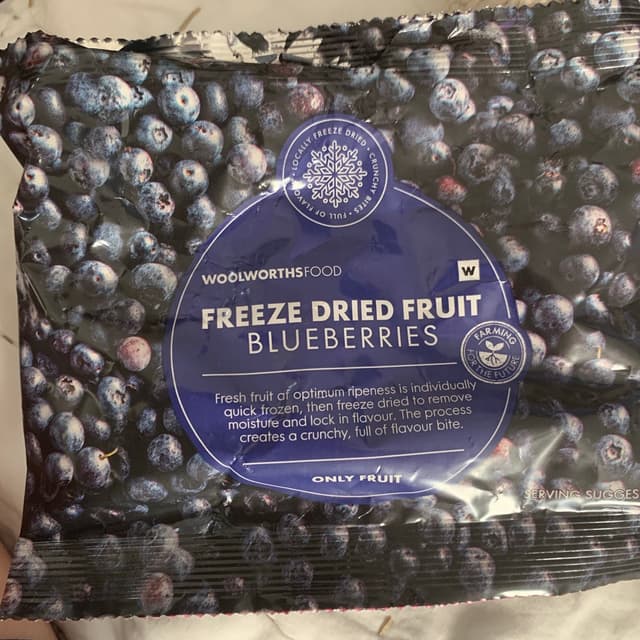 LOCALLY FREEZE DRIED • CRUNCHY BITES • FULL OF FLAVOUR
WOOLWORTHSFOOD
W
FREEZE DRIED FRUIT
BLUEBERRIES
FARMING
FOR THE FUTURE
Fresh fruit at optimum ripeness is individually
quick frozen, then freeze dried to remove
moisture and lock in flavour. The process
creates a crunchy, full of flavour bite.
ONLY FRUIT
SERVING SUGGES